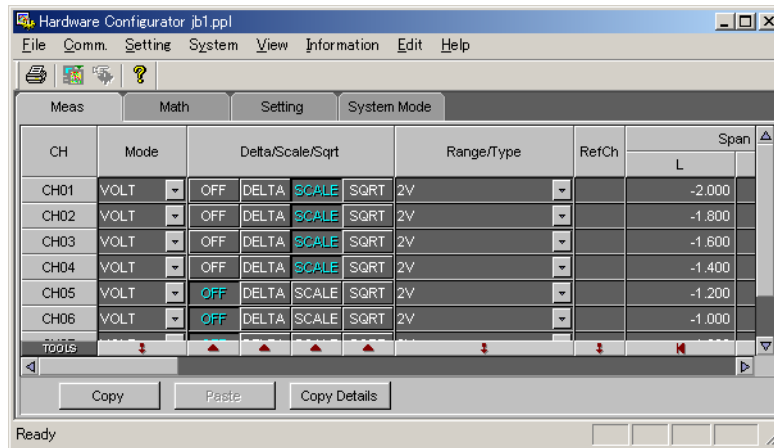 Hardware Configurator jb1.ppl
File Comm. Setting System View Information Edit Help
Meas Math Setting System Mode
CH Mode Delta/Scale/Sqrt Range/Type RefCh Span
L
CH01 VOLT OFF DELTA SCALE SQRT 2V -2.000
CH02 VOLT OFF DELTA SCALE SQRT 2V -1.800
CH03 VOLT OFF DELTA SCALE SQRT 2V -1.600
CH04 VOLT OFF DELTA SCALE SQRT 2V -1.400
CH05 VOLT OFF DELTA SCALE SQRT 2V -1.200
CH06 VOLT OFF DELTA SCALE SQRT 2V -1.000
TOOLS
Copy Paste Copy Details
Ready